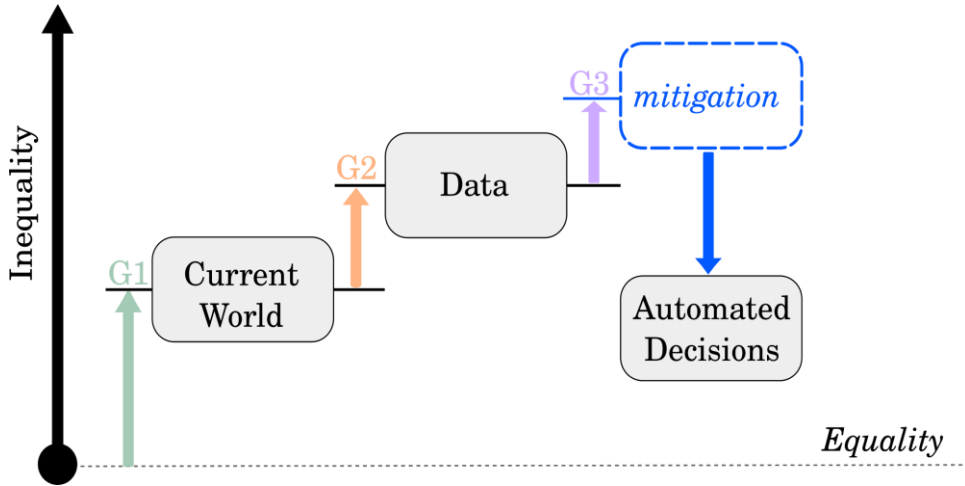 Inequality
G1
Current
World
G2
Data
G3
mitigation
Automated
Decisions
Equality